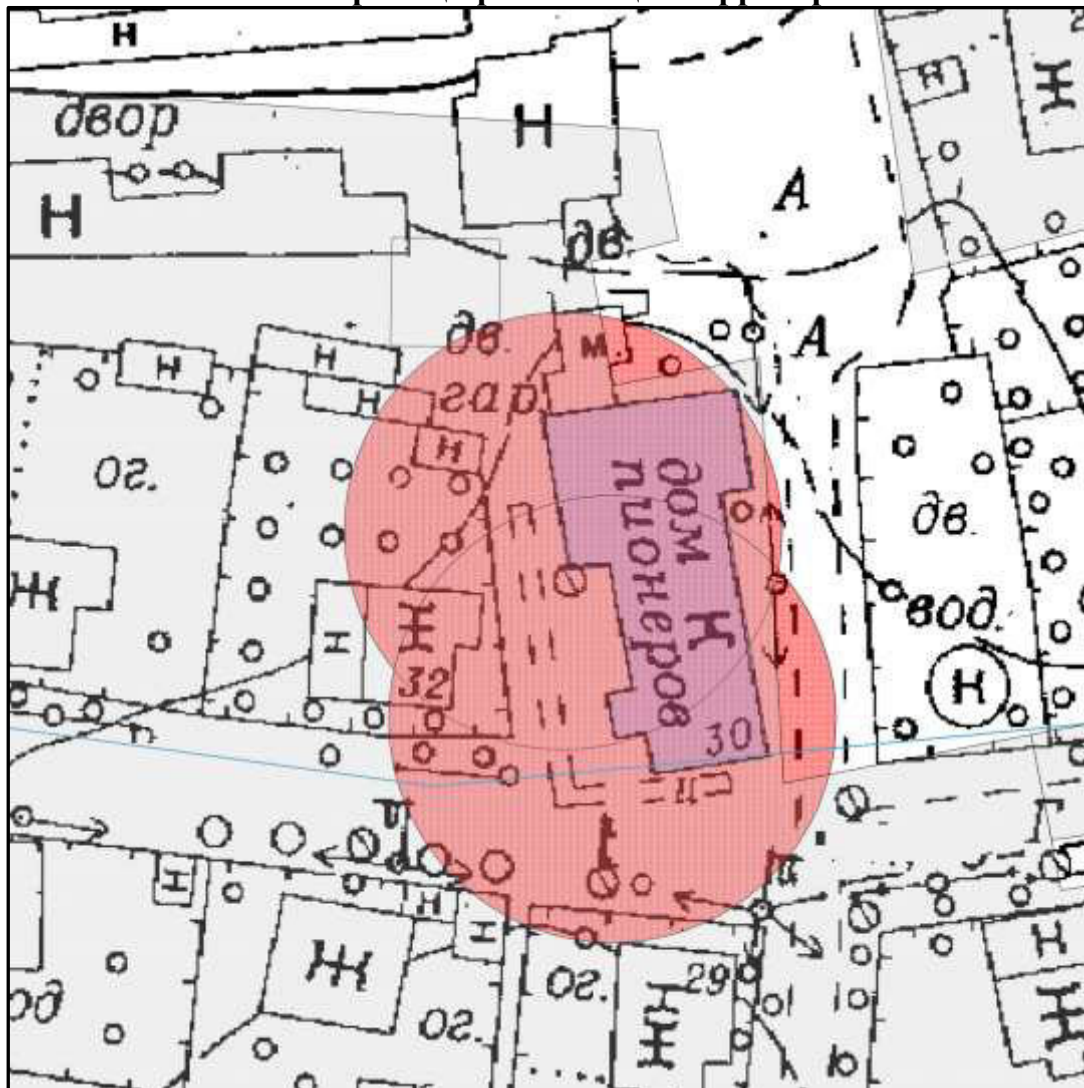 Н
Н
Ж
двор
Н
Н
А
дв.
дв.
А
М
Н
Н
Н
гар
Н
ог.
дом
пионеров
К
дв.
Ж
Н
Ж
32
вод.
Н
30
г
Н
Н
Н
Ж
ог.
29
Н
Ж
ог.
Ж